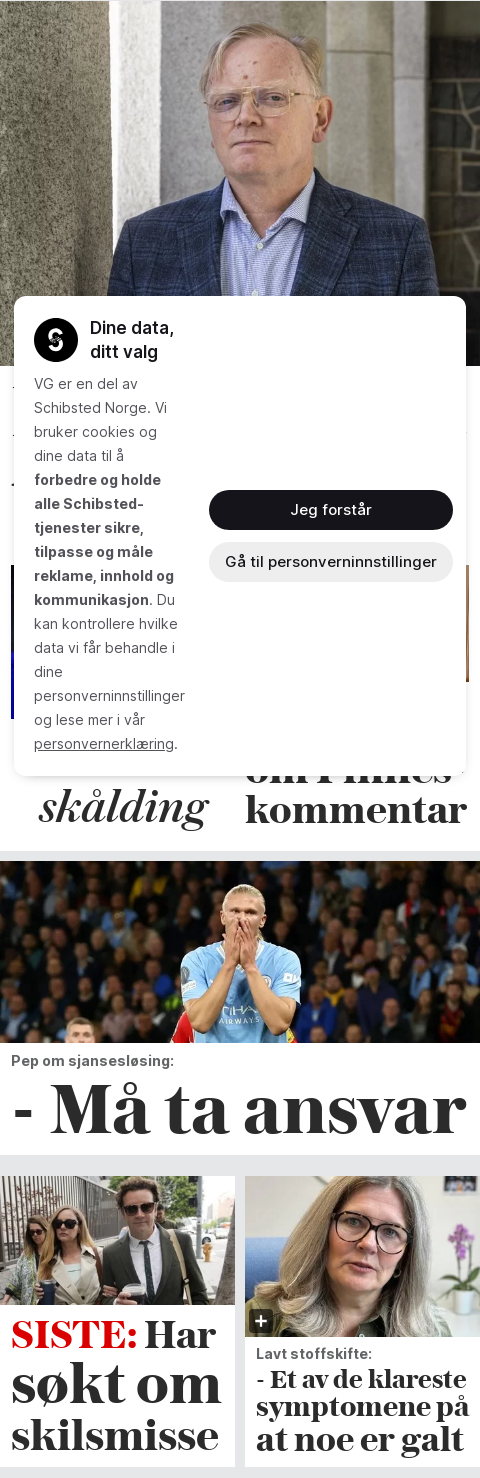 Dine data,
ditt valg
VG er en del av
Schibsted Norge. Vi
bruker cookies og
dine data til å
forbedre og holde
alle Schibsted-
tjenester sikre,
tilpasse og måle
reklame, innhold og
kommunikasjon. Du
kan kontrollere hvilke
data vi får behandle i
dine
personverninnstillinger
og lese mer i vår
personvernerklæring.
Jeg forstår
Gå til personverninnstillinger
skålding
kommentar
ETIHAD
AIRWAYS
Pep om sjansesløsing:
- Må ta ansvar
SISTE: Har
søkt om
skilsmisse
Lavt stoffskifte:
- Et av de klareste
symptomene på
at noe er galt